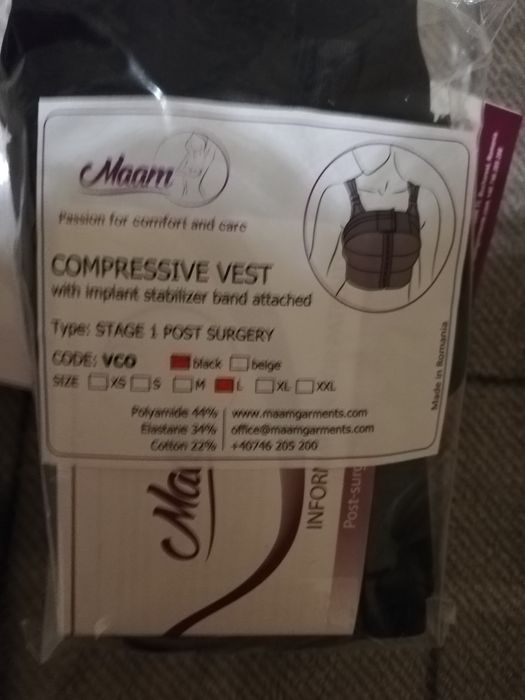 Maam
Passion for comfort and care
COMPRESSIVE VEST
with implant stabilizer band attached
Type: STAGE 1 POST SURGERY
CODE: VCO black beige
SIZE XS S M L XL XXL
Polyamide 44% www.maamgarments.com
Elastane 34% office@maamgarments.com
Cotton 22% +40746 205 200
Made in Romania
Maa
INFOR
Post-surg